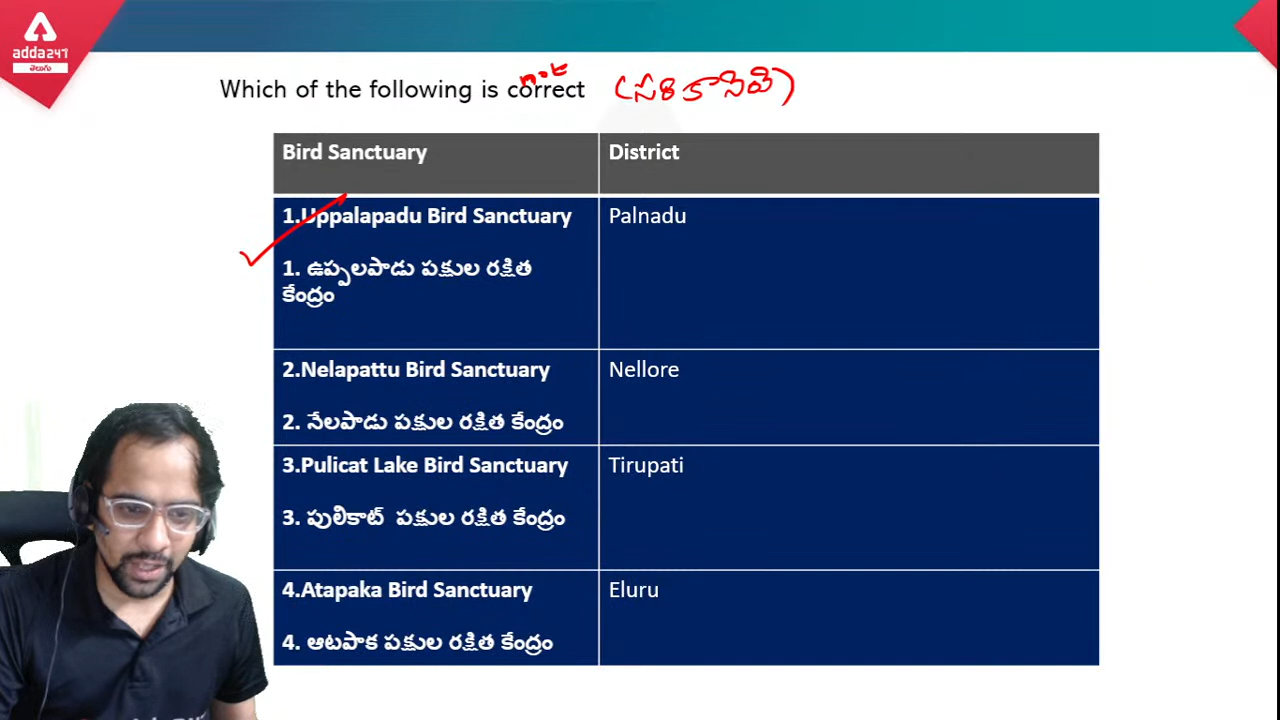 adda247
తెలుగు
not
Which of the following is correct (సరికానిది)
Bird Sanctuary District
1.Uppalapadu Bird Sanctuary Palnadu
1. ఉప్పలపాడు పక్షుల రక్షిత
కేంద్రం
2.Nelapattu Bird Sanctuary Nellore
2. నేలపాడు పక్షుల రక్షిత కేంద్రం
3.Pulicat Lake Bird Sanctuary Tirupati
3. పులికాట్ పక్షుల రక్షిత కేంద్రం
4.Atapaka Bird Sanctuary Eluru
4. ఆటపాక పక్షుల రక్షిత కేంద్రం